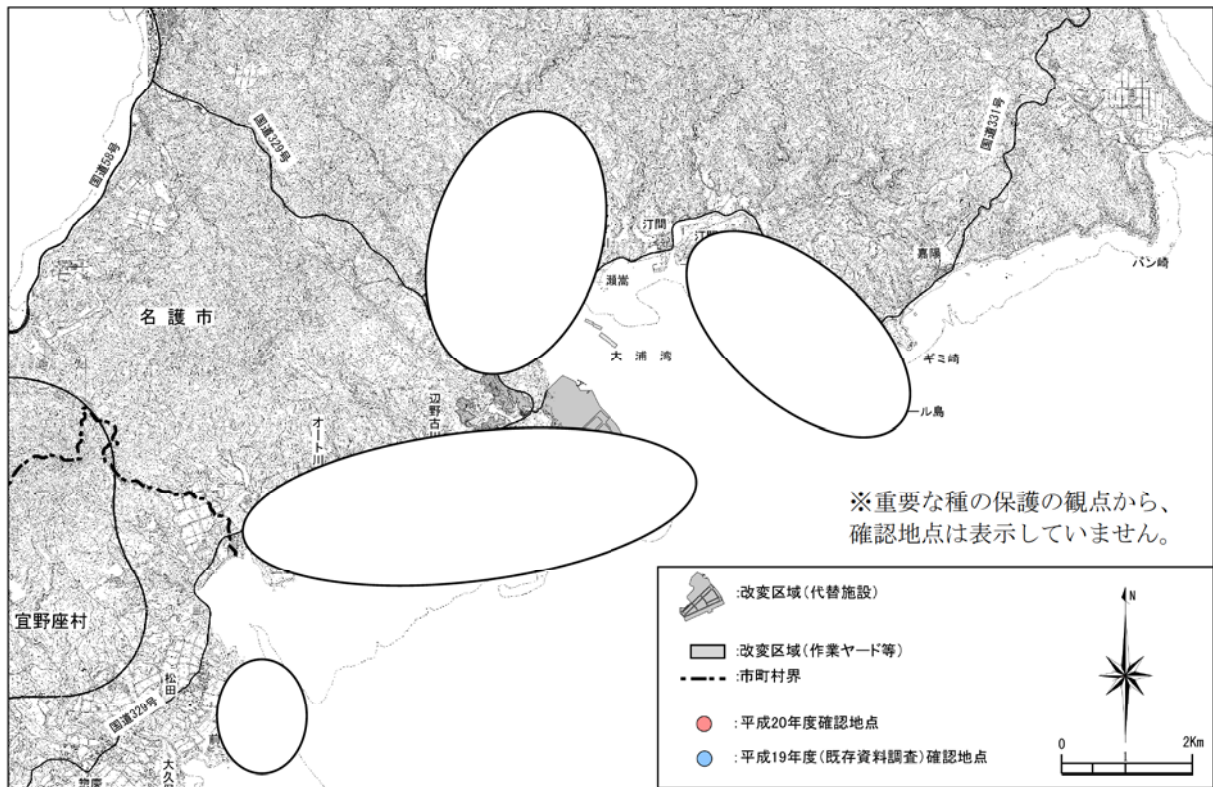 国道58号
国道329号
国道331号
汀間
嘉陽
バン崎
瀬嵩
名護市
大浦湾
ギミ崎
辺野古川
オート川
ール島
※重要な種の保護の観点から、
確認地点は表示していません。
宜野座村
松田
国道329号
:改変区域(代替施設)
:改変区域(作業ヤード等)
:市町村界
:平成20年度確認地点
:平成19年度(既存資料調査)確認地点
N
0 2Km